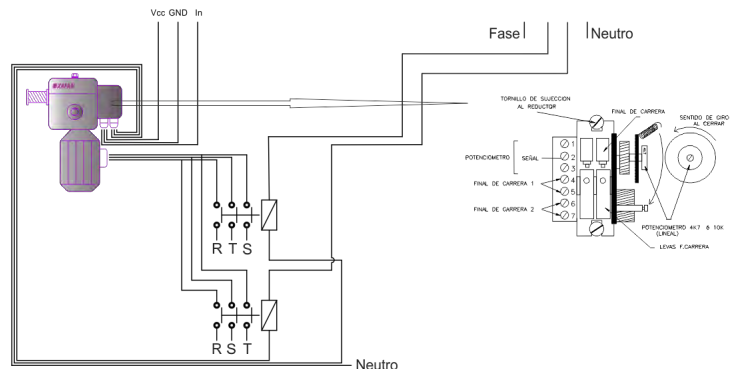 Vcc GND In
Fase
Neutro
TORNILLO DE SUJECCION
AL REDUCTOR
FINAL DE CARRERA
SENTIDO DE GIRO
AL CERRAR
POTENCIOMETRO
SEÑAL
FINAL DE CARRERA 1
FINAL DE CARRERA 2
1
2
3
4
5
6
7
POTENCIOMETRO 4K7 ó 10K
(LINEAL)
LEVAS F.CARRERA
R T S
R S T
Neutro